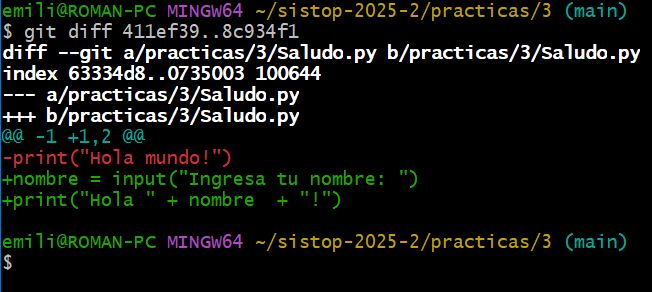 emili@ROMAN-PC MINGW64 ~/sistop-2025-2/practicas/3 (main)
$ git diff 411ef39..8c934f1
diff --git a/practicas/3/Saludo.py b/practicas/3/Saludo.py
index 63334d8..0735003 100644
--- a/practicas/3/Saludo.py
+++ b/practicas/3/Saludo.py
@@ -1 +1,2 @@
-print("Hola mundo!")
+nombre = input("Ingresa tu nombre: ")
+print("Hola " + nombre  + "!")
emili@ROMAN-PC MINGW64 ~/sistop-2025-2/practicas/3 (main)
$